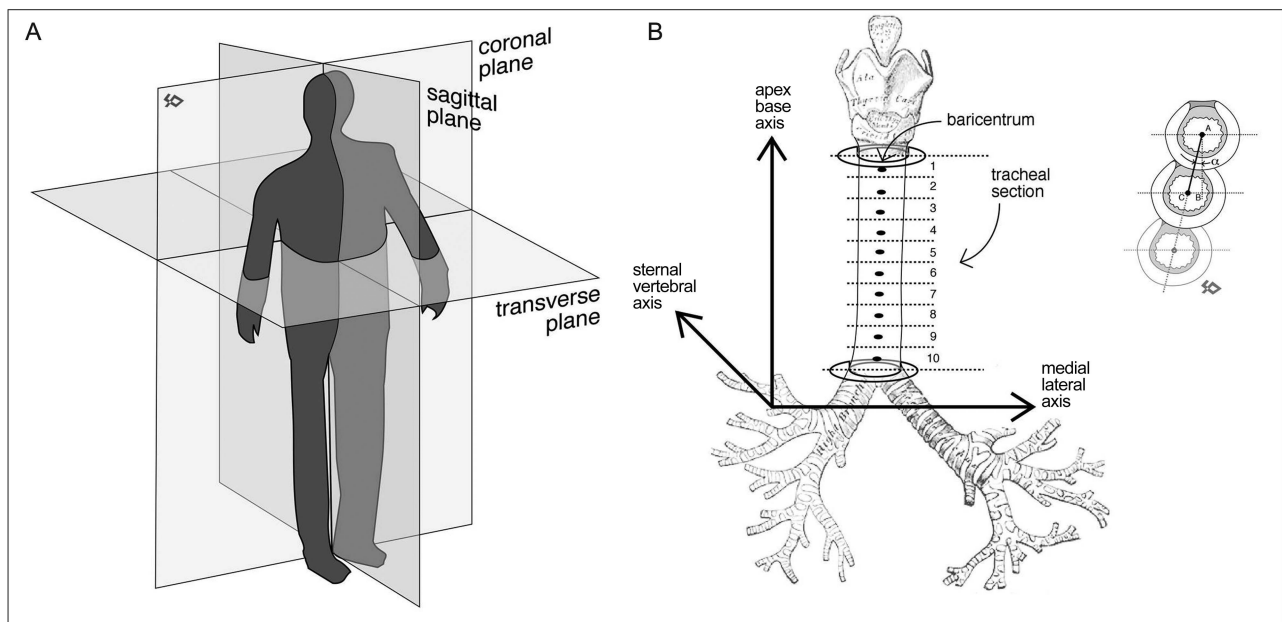 A
coronal
plane
sagittal
plane
transverse
plane
B
apex
base
axis
baricentrum
tracheal
section
1
2
3
4
5
6
7
8
9
10
sternal
vertebral
axis
medial
lateral
axis
A
α
C B